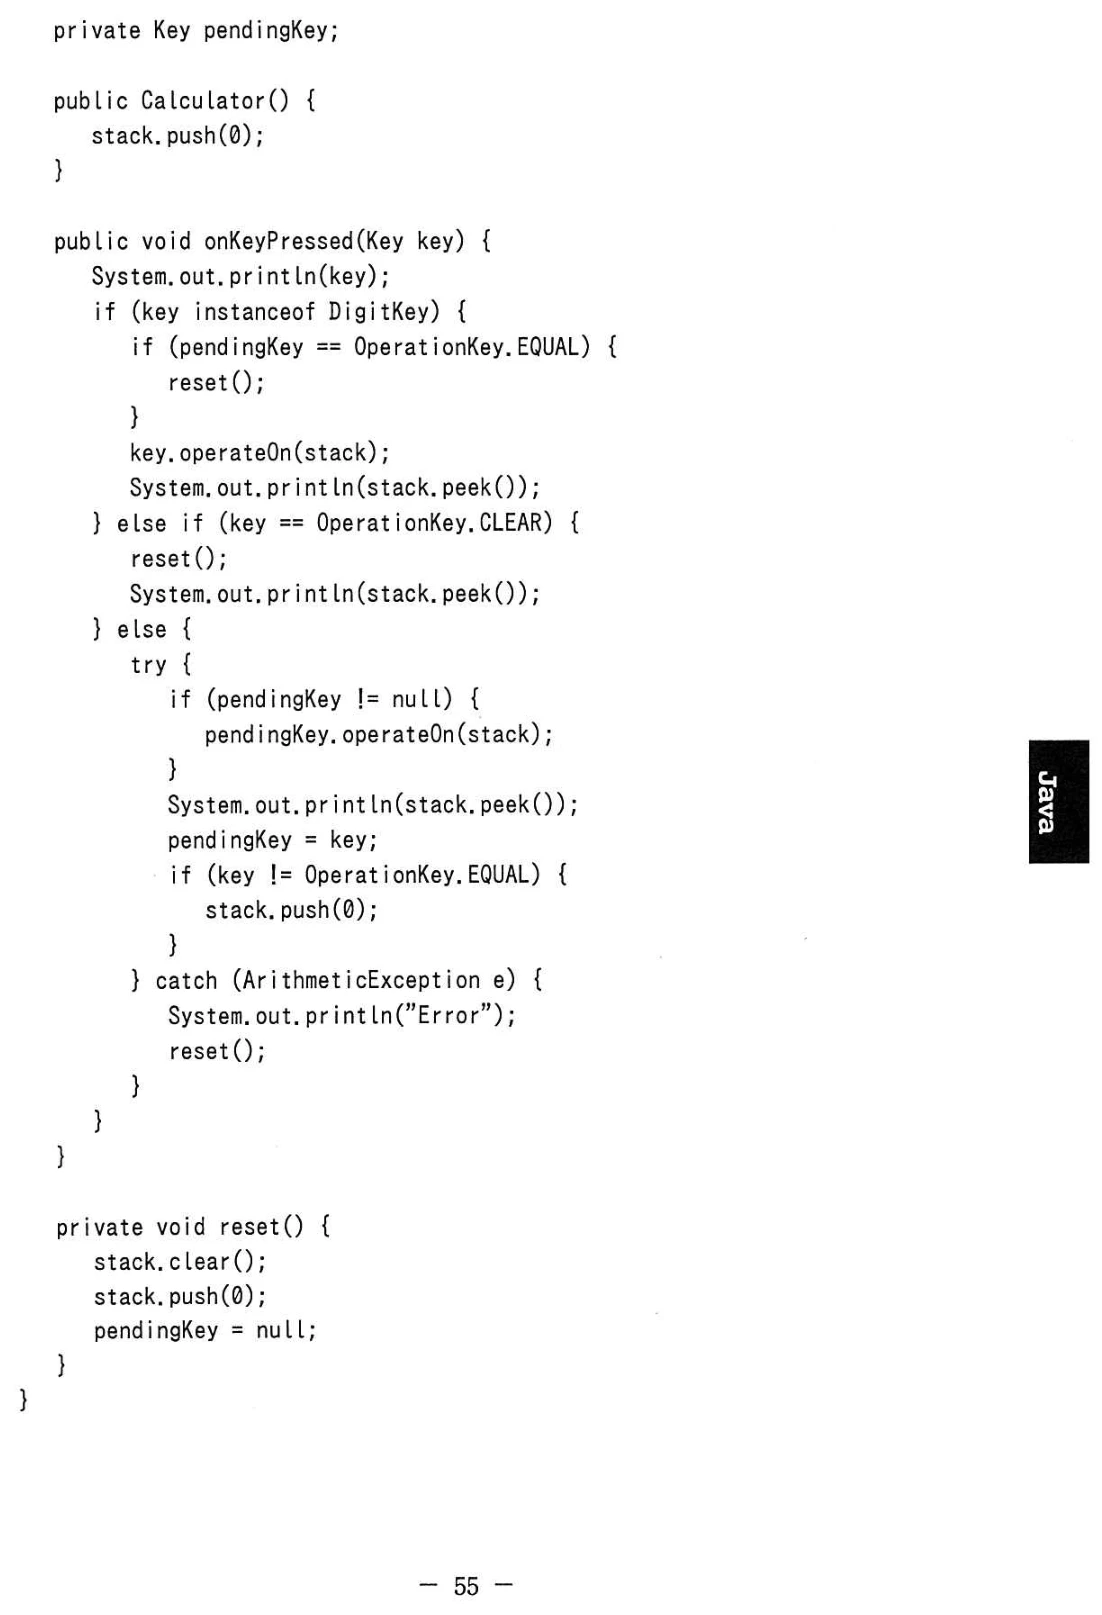 private Key pendingKey;
public Calculator() {
stack.push(0);
}
public void onKeyPressed(Key key) {
System.out.println(key);
if (key instanceof DigitKey) {
if (pendingKey == OperationKey.EQUAL) {
reset();
}
key.operateOn(stack);
System.out.println(stack.peek());
} else if (key == OperationKey.CLEAR) {
reset();
System.out.println(stack.peek());
} else {
try {
if (pendingKey != null) {
pendingKey.operateOn(stack);
}
System.out.println(stack.peek());
pendingKey = key;
if (key != OperationKey.EQUAL) {
stack.push(0);
}
} catch (ArithmeticException e) {
System.out.println(”Error”);
reset();
}
}
}
private void reset() {
stack.clear();
stack.push(0);
pendingKey = null;
}
}
Java
— 55 —